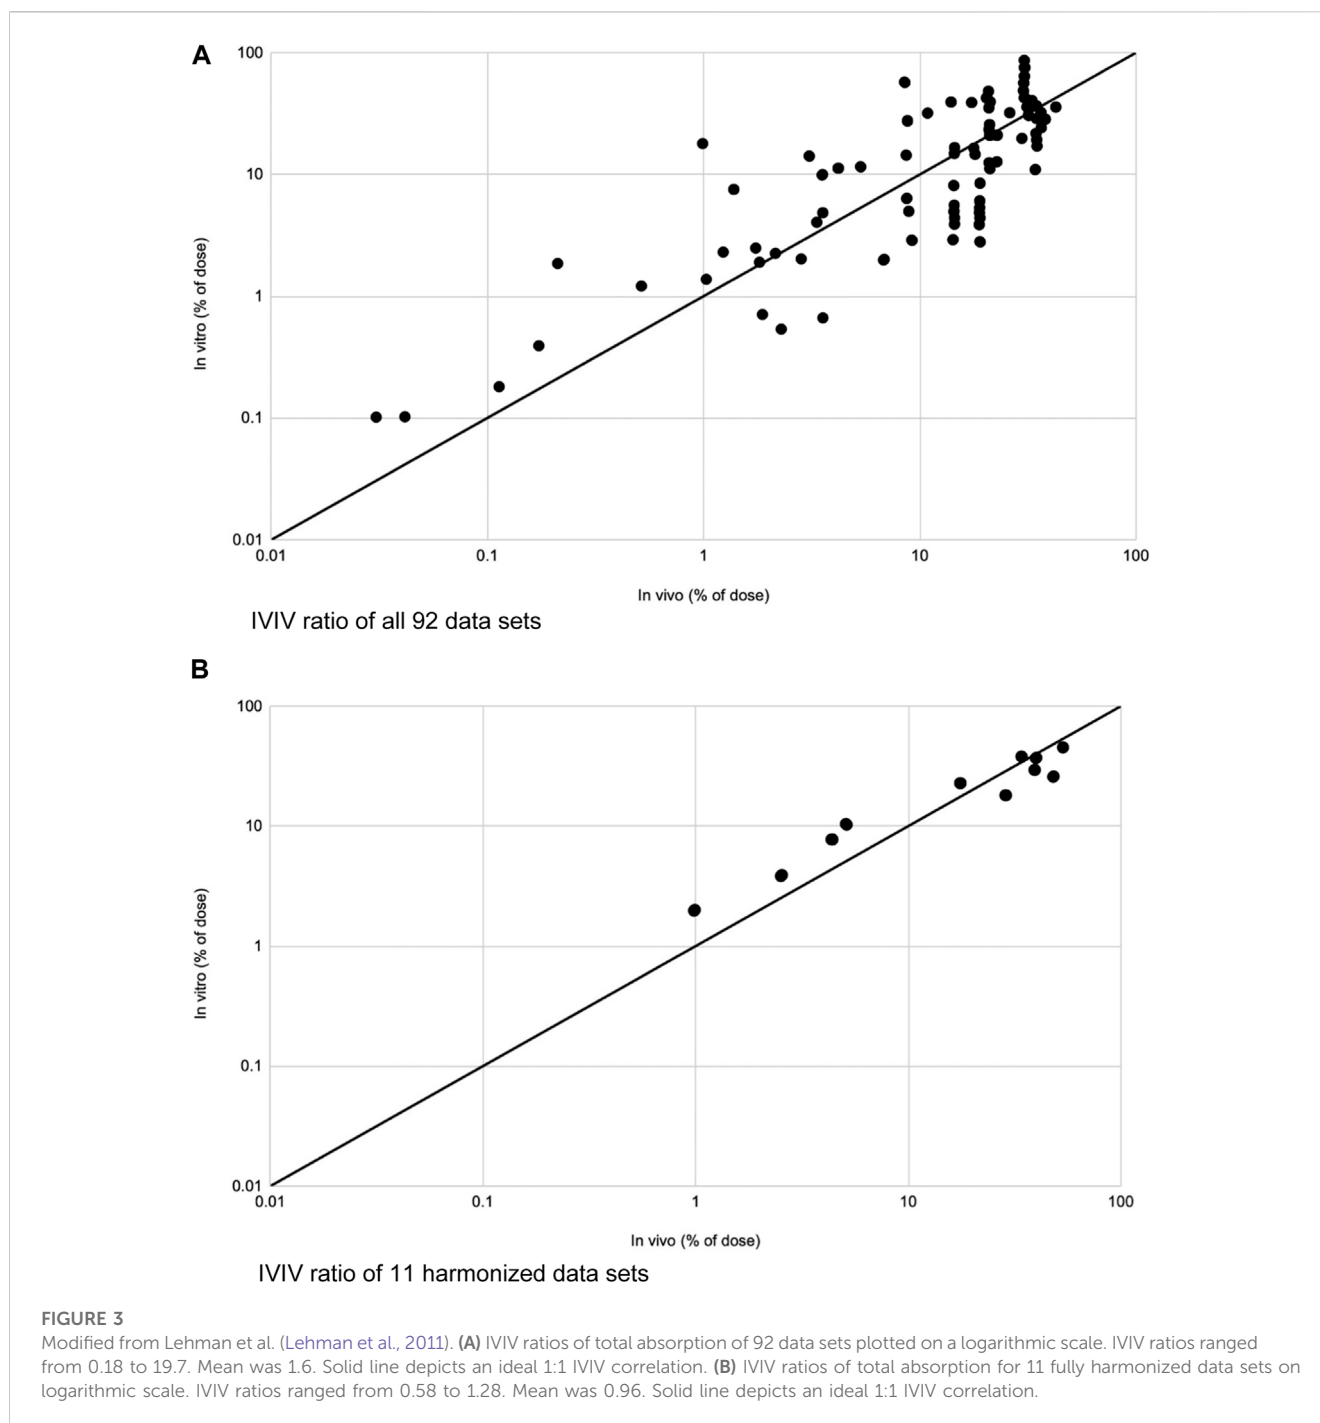 A
100
10
1
0.1
0.01
In vitro (% of dose)
0.01 0.1 1 10 100
In vivo (% of dose)
IVIV ratio of all 92 data sets
B
100
10
1
0.1
0.01
In vitro (% of dose)
0.01 0.1 1 10 100
In vivo (% of dose)
IVIV ratio of 11 harmonized data sets
FIGURE 3
Modified from Lehman et al. (Lehman et al., 2011). (A) IVIV ratios of total absorption of 92 data sets plotted on a logarithmic scale. IVIV ratios ranged
from 0.18 to 19.7. Mean was 1.6. Solid line depicts an ideal 1:1 IVIV correlation. (B) IVIV ratios of total absorption for 11 fully harmonized data sets on
logarithmic scale. IVIV ratios ranged from 0.58 to 1.28. Mean was 0.96. Solid line depicts an ideal 1:1 IVIV correlation.